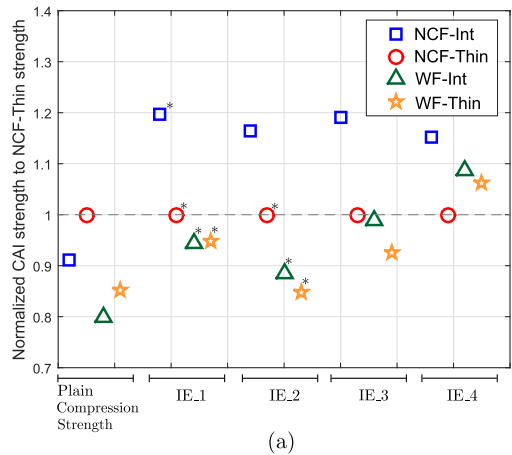 Normalized CAI strength to NCF-Thin strength
1.4
1.3
1.2
1.1
1
0.9
0.8
0.7
NCF-Int
NCF-Thin
WF-Int
WF-Thin
*
*
*
*
*
*
*
Plain
Compression
Strength
IE_1
IE_2
IE_3
IE_4
(a)